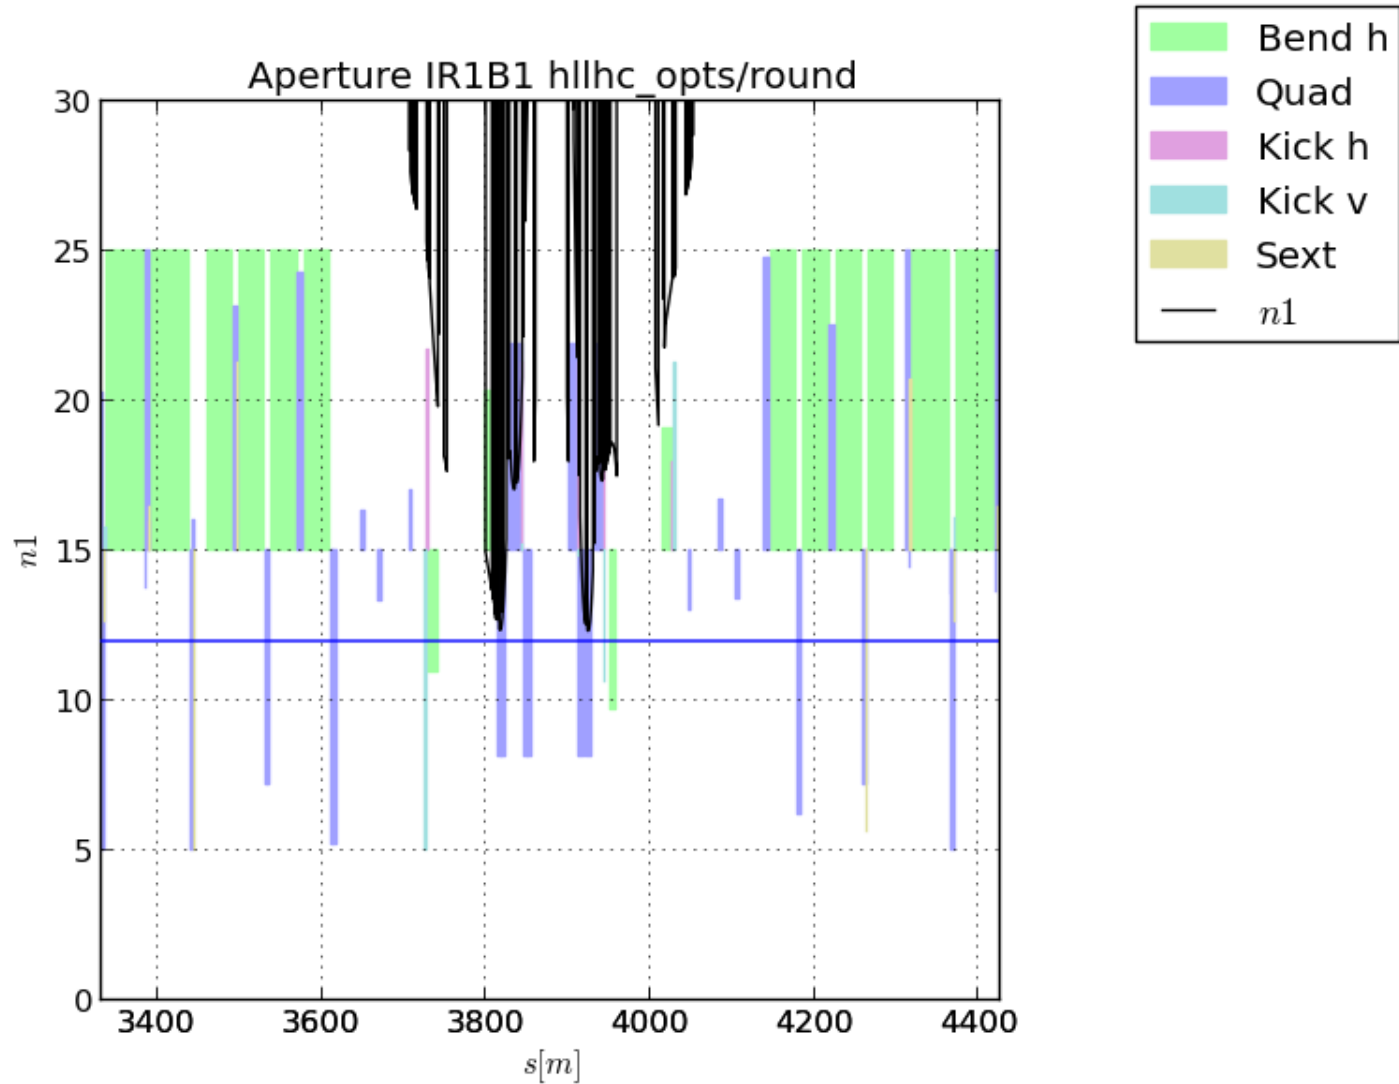 Aperture IR1B1 hllhc_opts/round
Bend h
Quad
Kick h
Kick v
Sext
n1
30
25
20
15
10
5
0
n1
3400 3600 3800 4000 4200 4400
s[m]